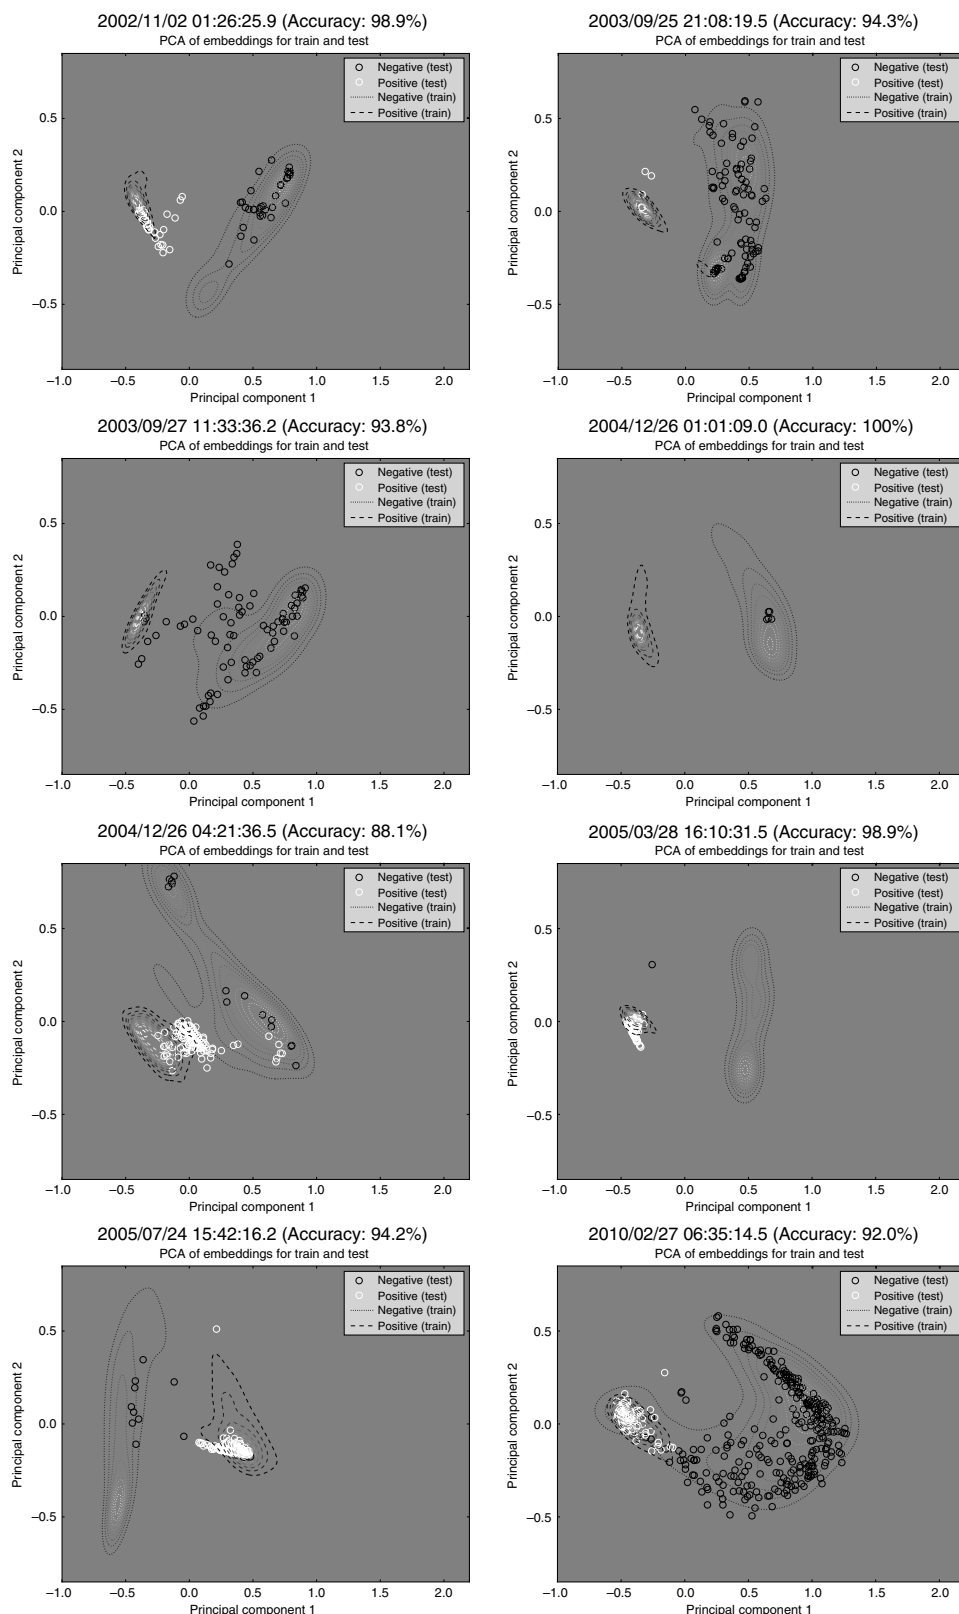 2002/11/02 01:26:25.9 (Accuracy: 98.9%)
PCA of embeddings for train and test
Negative (test)
Positive (test)
Negative (train)
Positive (train)
0.5
0.0
−0.5
Principal component 2
−1.0 −0.5 0.0 0.5 1.0 1.5 2.0
Principal component 1
2003/09/25 21:08:19.5 (Accuracy: 94.3%)
PCA of embeddings for train and test
Negative (test)
Positive (test)
Negative (train)
Positive (train)
0.5
0.0
−0.5
Principal component 2
−1.0 −0.5 0.0 0.5 1.0 1.5 2.0
Principal component 1
2003/09/27 11:33:36.2 (Accuracy: 93.8%)
PCA of embeddings for train and test
Negative (test)
Positive (test)
Negative (train)
Positive (train)
0.5
0.0
−0.5
Principal component 2
−1.0 −0.5 0.0 0.5 1.0 1.5 2.0
Principal component 1
2004/12/26 01:01:09.0 (Accuracy: 100%)
PCA of embeddings for train and test
Negative (test)
Positive (test)
Negative (train)
Positive (train)
0.5
0.0
−0.5
Principal component 2
−1.0 −0.5 0.0 0.5 1.0 1.5 2.0
Principal component 1
2004/12/26 04:21:36.5 (Accuracy: 88.1%)
PCA of embeddings for train and test
Negative (test)
Positive (test)
Negative (train)
Positive (train)
0.5
0.0
−0.5
Principal component 2
−1.0 −0.5 0.0 0.5 1.0 1.5 2.0
Principal component 1
2005/03/28 16:10:31.5 (Accuracy: 98.9%)
PCA of embeddings for train and test
Negative (test)
Positive (test)
Negative (train)
Positive (train)
0.5
0.0
−0.5
Principal component 2
−1.0 −0.5 0.0 0.5 1.0 1.5 2.0
Principal component 1
2005/07/24 15:42:16.2 (Accuracy: 94.2%)
PCA of embeddings for train and test
Negative (test)
Positive (test)
Negative (train)
Positive (train)
0.5
0.0
−0.5
Principal component 2
−1.0 −0.5 0.0 0.5 1.0 1.5 2.0
Principal component 1
2010/02/27 06:35:14.5 (Accuracy: 92.0%)
PCA of embeddings for train and test
Negative (test)
Positive (test)
Negative (train)
Positive (train)
0.5
0.0
−0.5
Principal component 2
−1.0 −0.5 0.0 0.5 1.0 1.5 2.0
Principal component 1